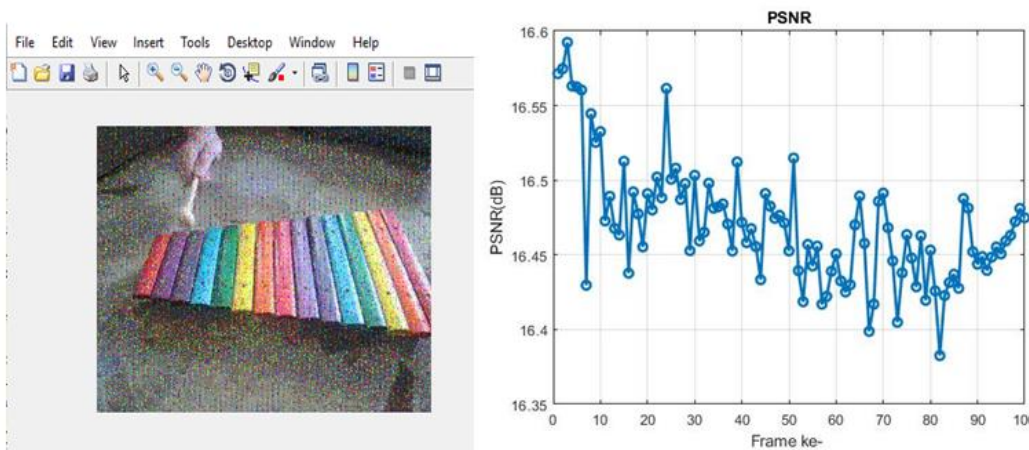 File Edit View Insert Tools Desktop Window Help
PSNR
PSNR(dB)
16.6
16.55
16.5
16.45
16.4
16.35
0 10 20 30 40 50 60 70 80 90 10
Frame ke-